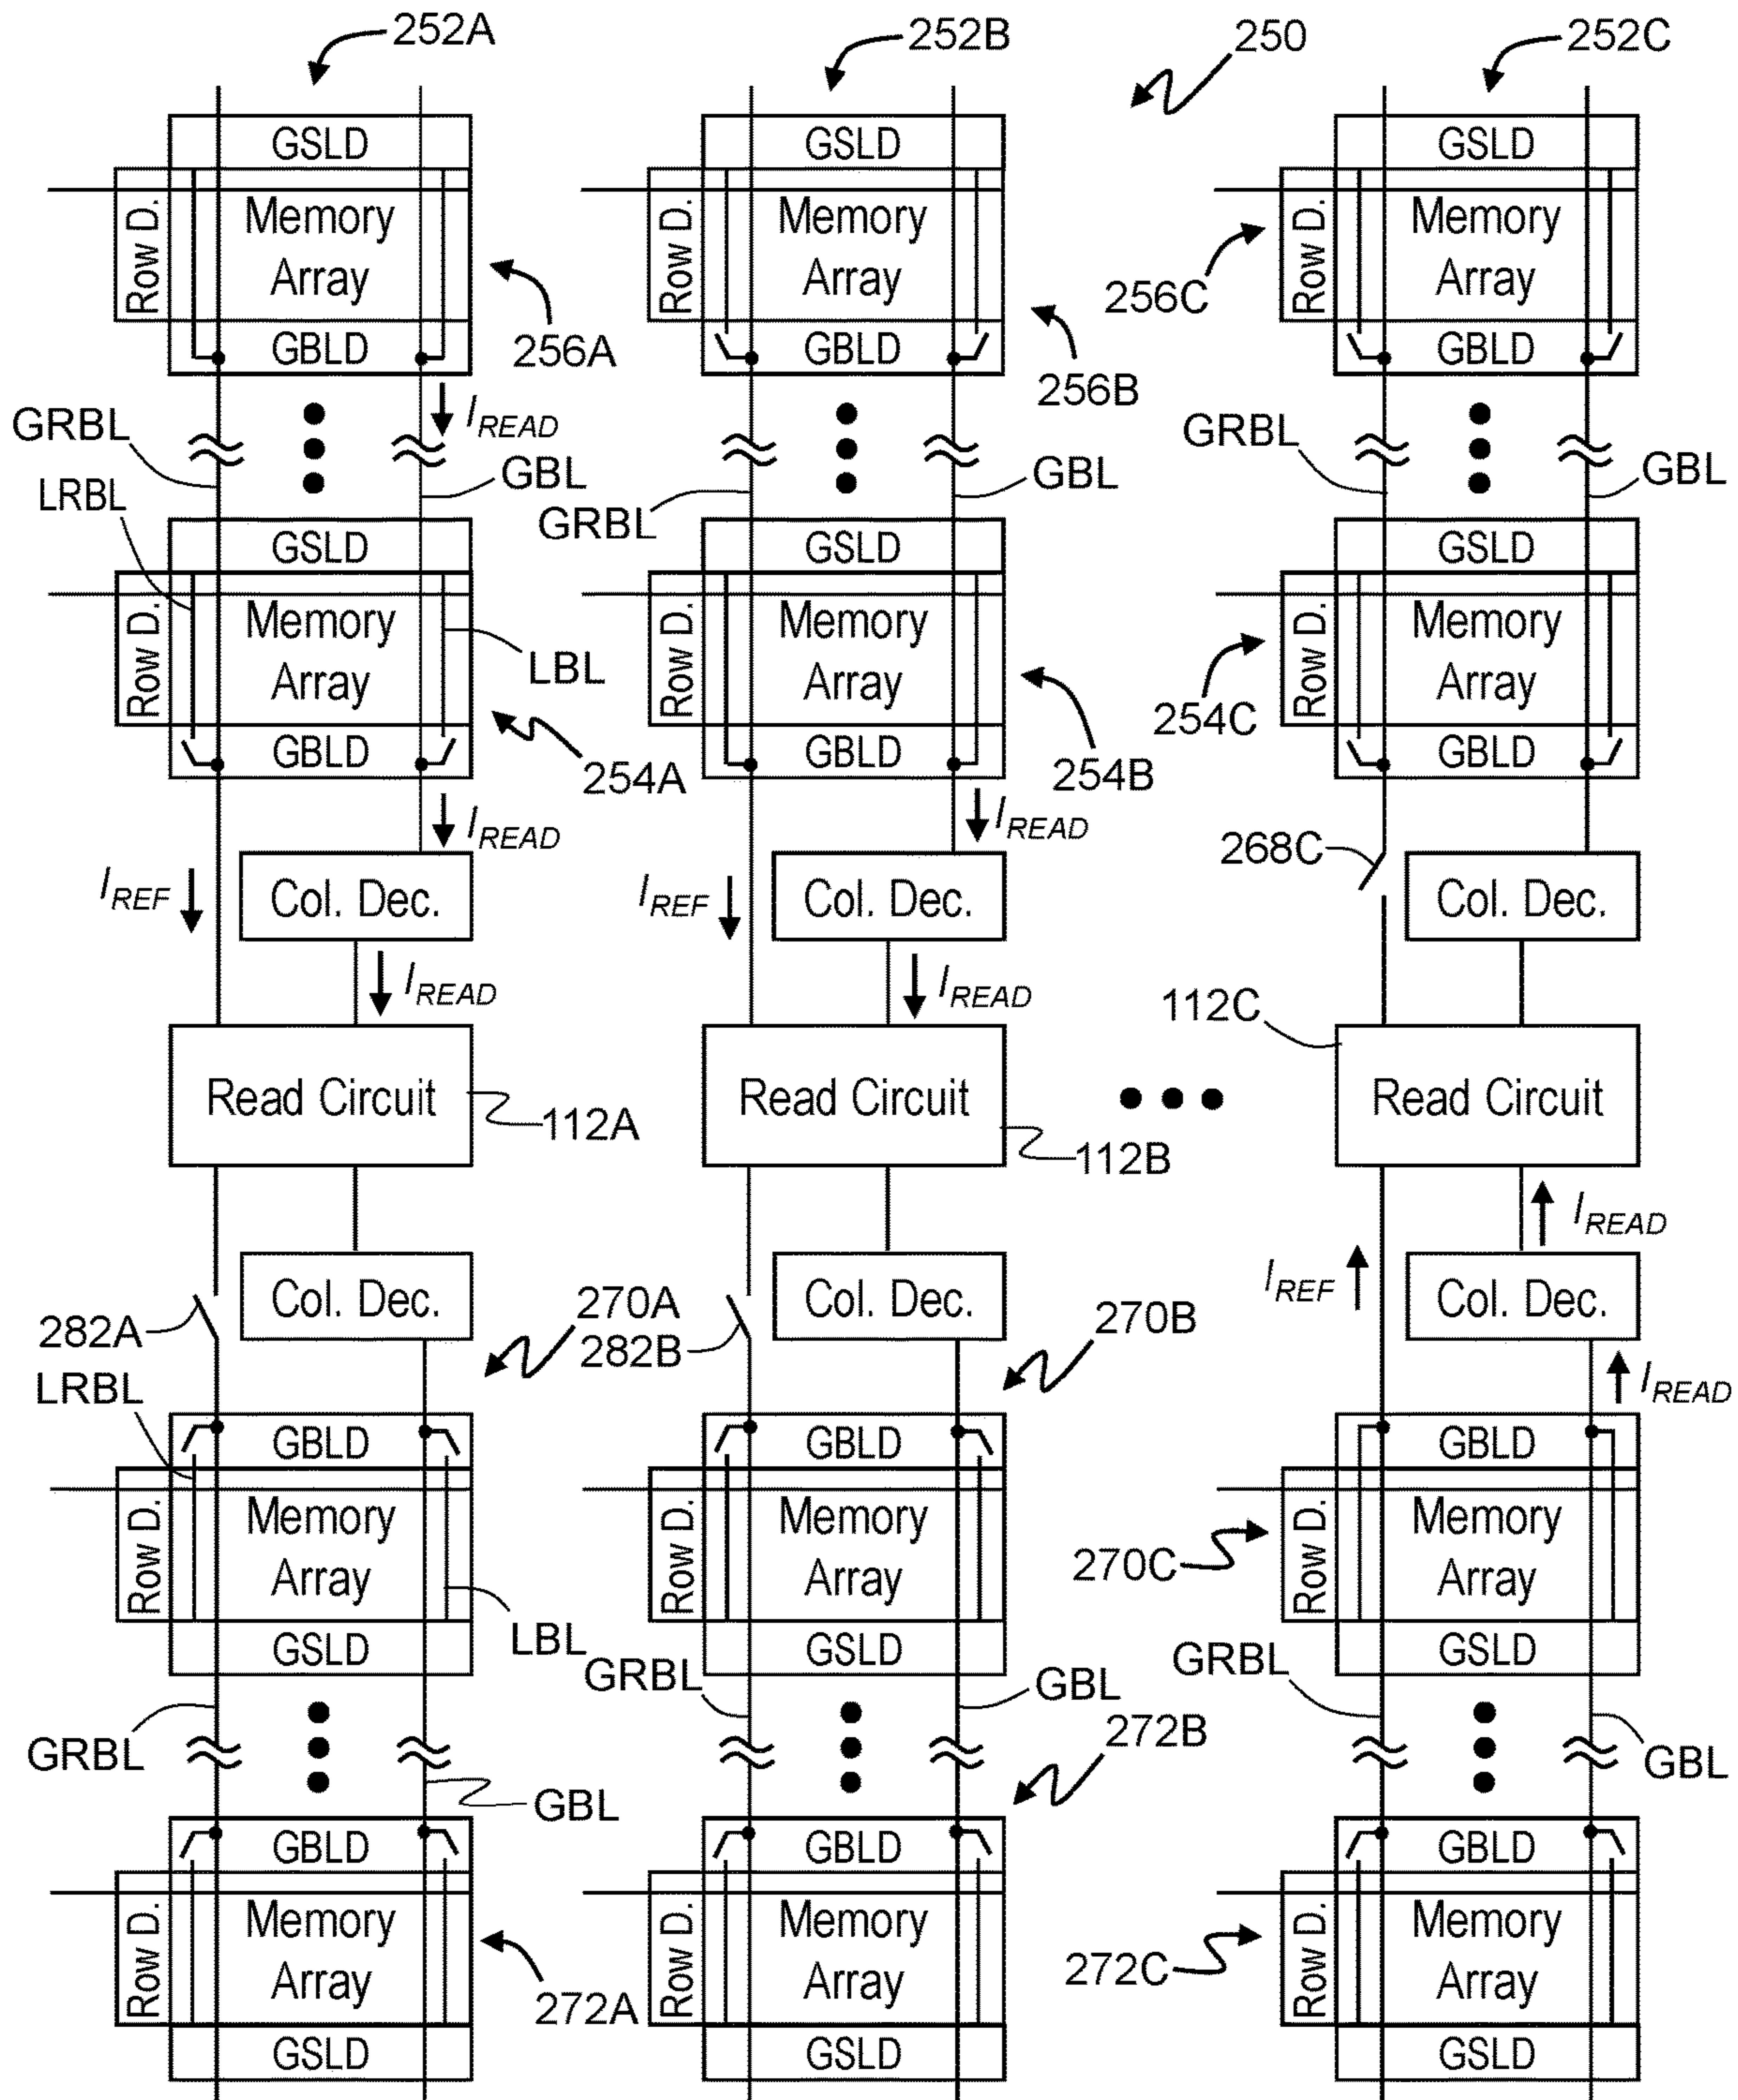 252A 252B 250 252C
GSLD GSLD GSLD
Row D. Memory Array Row D. Memory Array 256C Row D. Memory Array
GBLD 256A GBLD 256B GBLD
GRBL IREAD GRBL
LRBL GBL GRBL GBL GBL
GSLD GSLD GSLD
Row D. Memory Array LBL Row D. Memory Array 254C Row D. Memory Array
GBLD 254A GBLD 254B GBLD
IREAD IREAD 268C
IREF Col. Dec. IREF Col. Dec. Col. Dec.
IREAD IREAD 112C
Read Circuit 112A Read Circuit 112B Read Circuit
IREAD
282A Col. Dec. 270A 282B Col. Dec. 270B IREF Col. Dec.
LRBL IREAD
GBLD GBLD GBLD
Row D. Memory Array LBL Row D. Memory Array 270C Row D. Memory Array
GSLD GSLD GSLD
GRBL GBL GRBL GBL 272B GRBL GBL
GBLD GBLD GBLD
Row D. Memory Array 272A Row D. Memory Array 272C Row D. Memory Array
GSLD GSLD GSLD